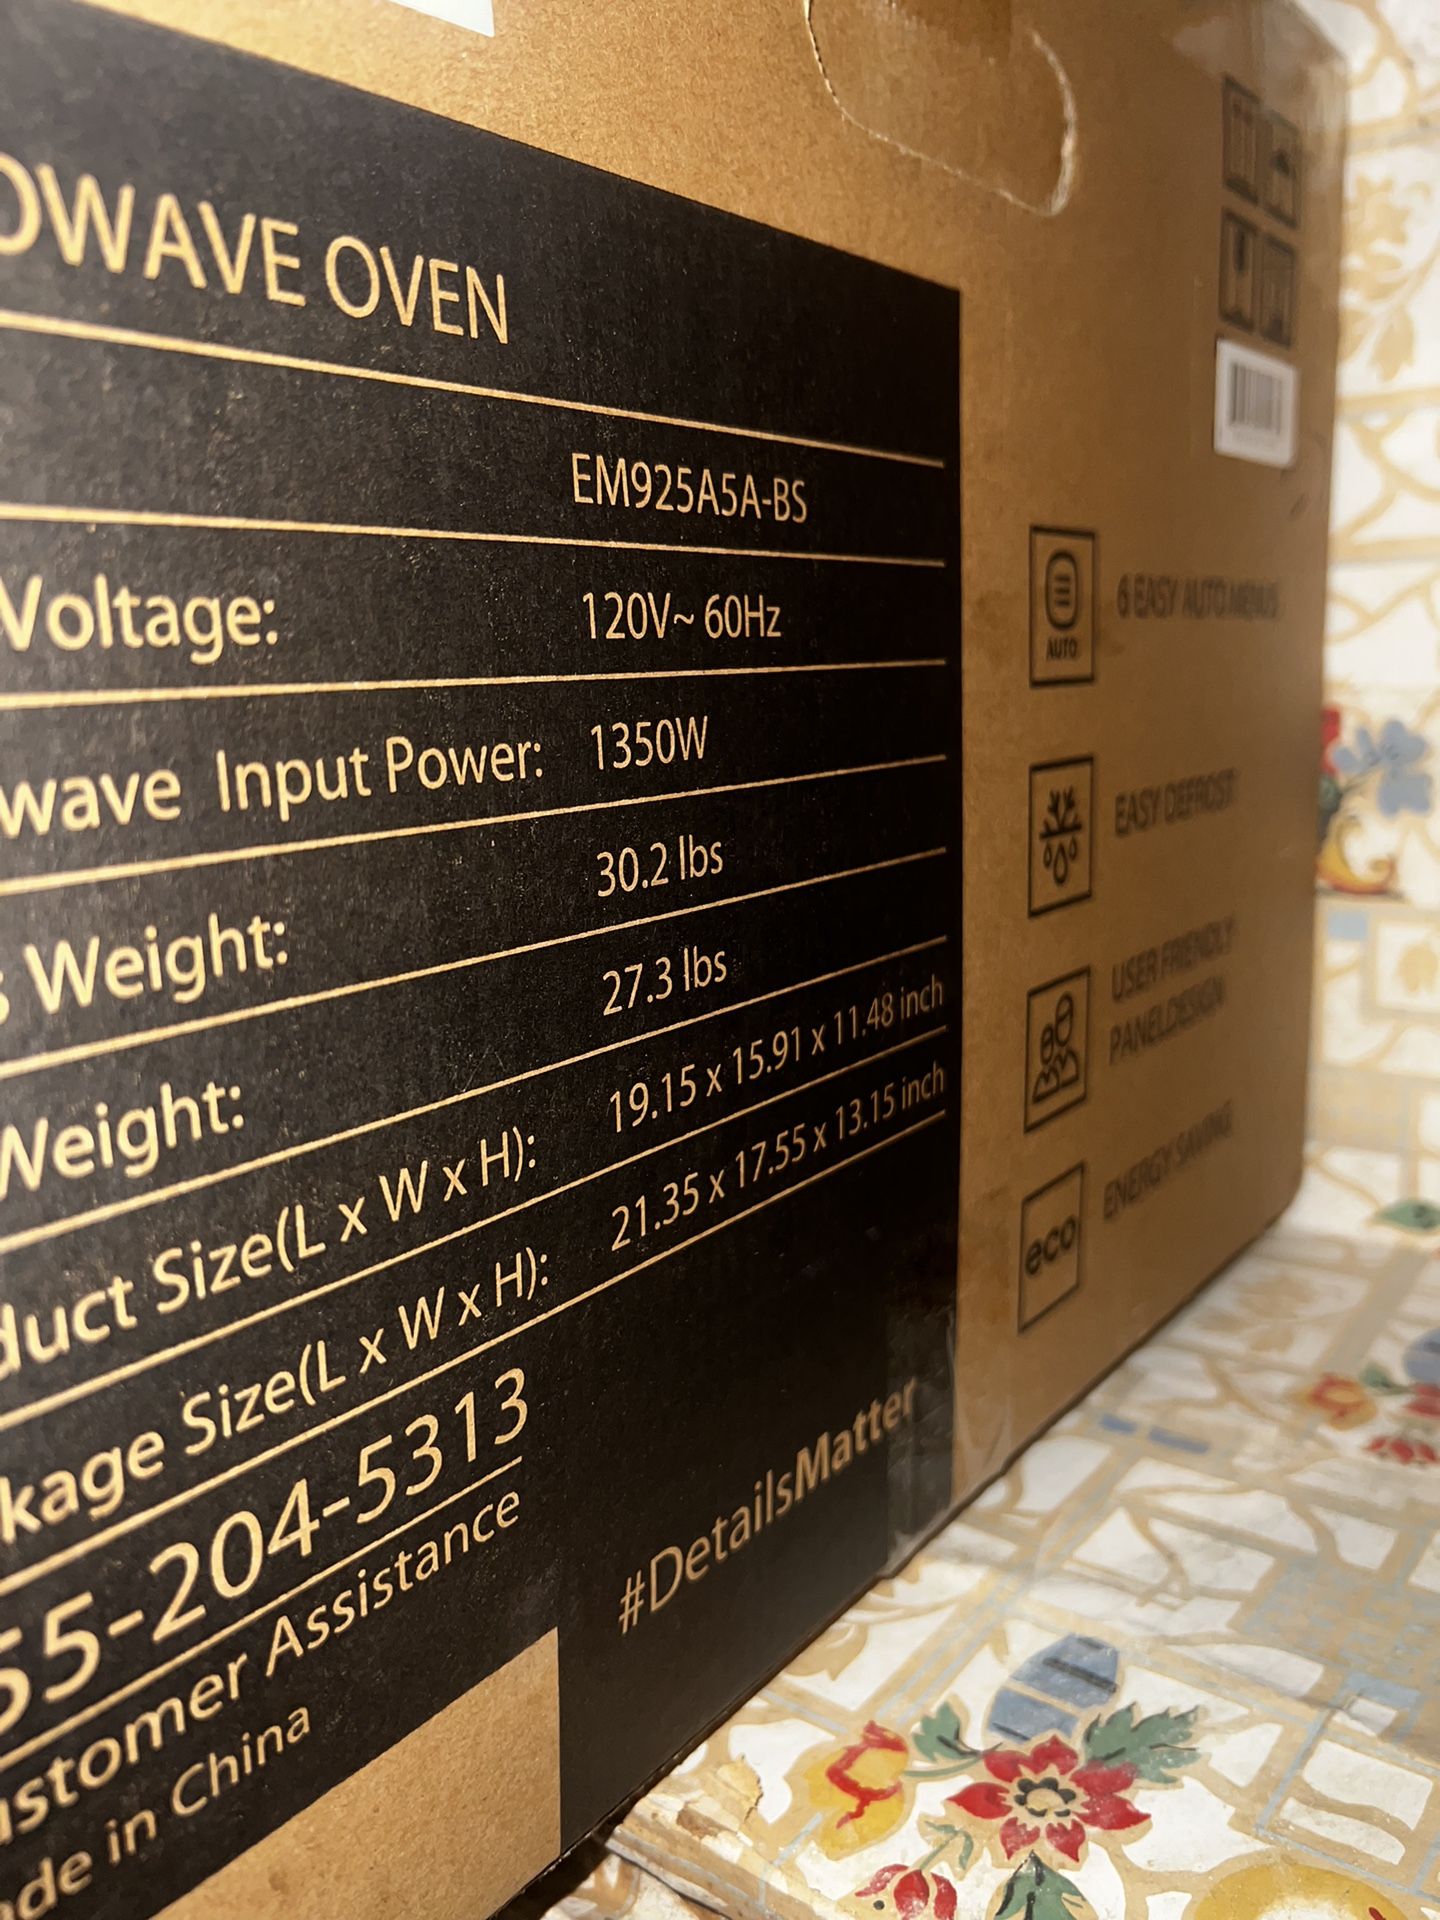 OWAVE OVEN
EM925A5A-BS
Voltage: 120V~ 60Hz
wave Input Power: 1350W
s Weight: 30.2 lbs
Weight: 27.3 lbs
duct Size(L x W x H): 19.15 x 15.91 x 11.48 inch
kage Size(L x W x H): 21.35 x 17.55 x 13.15 inch
55-204-5313
ustomer Assistance
ade in China
#DetailsMatter
AUTO
6 EASY AUTO MENUS
EASY DEFROST
USER FRIENDLY
PANELDESIGN
eco
ENERGY SAVING